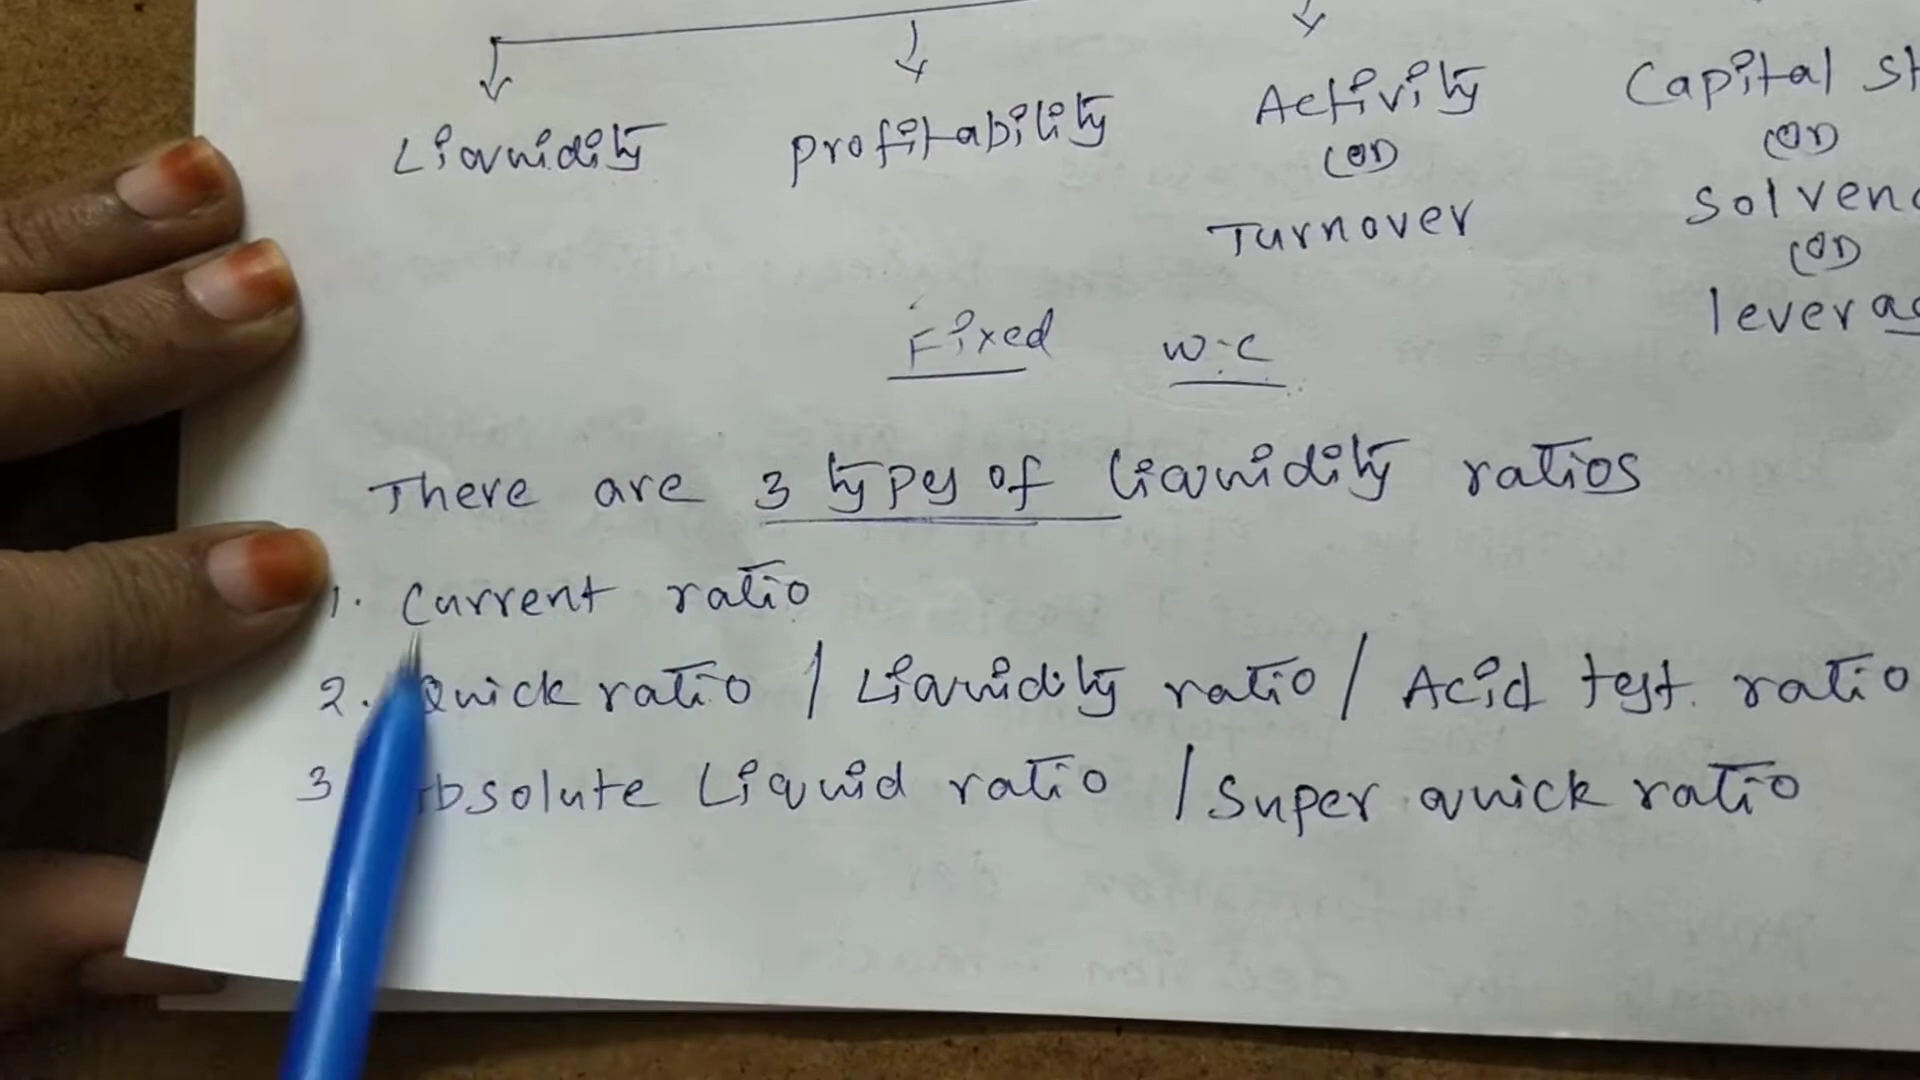 Liquidity profitability Activity Capital st
(OR) (OR)
Turnover Solvenc
(OR)
leverag
Fixed W.C
There are 3 types of liquidity ratios
1. Current ratio
2. Quick ratio / Liquidity ratio / Acid test ratio
3 Absolute Liquid ratio / Super quick ratio